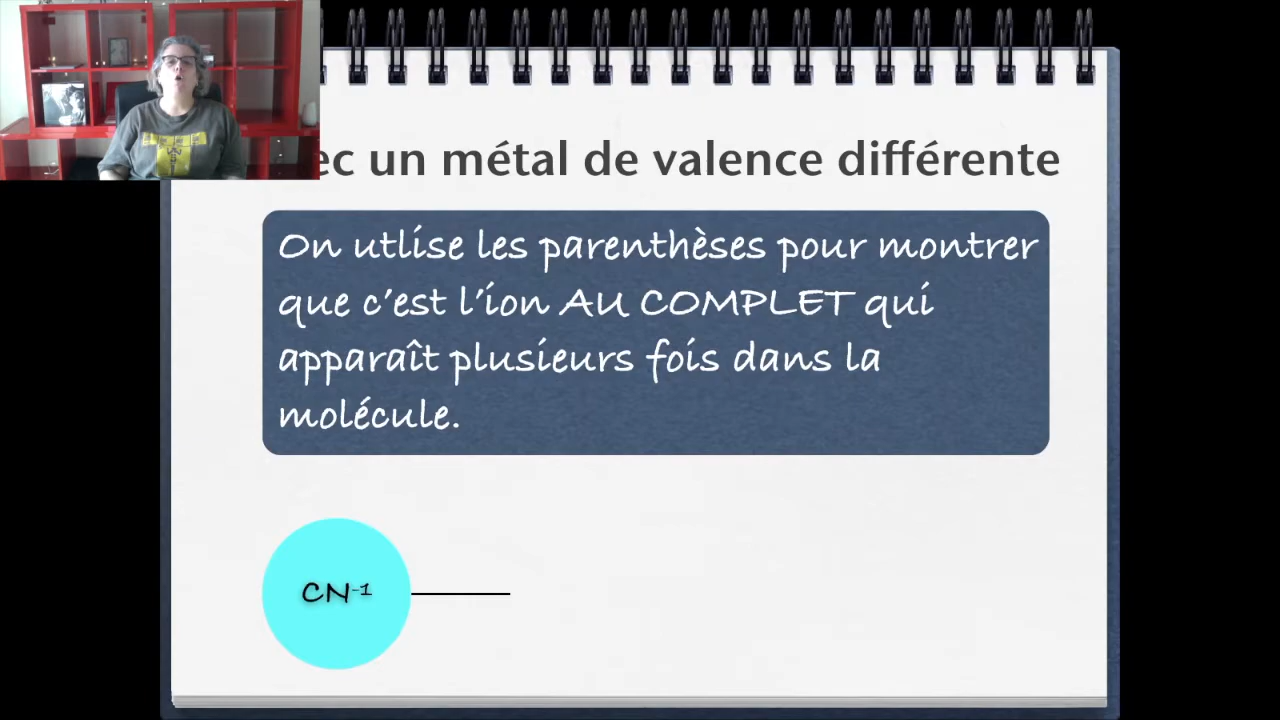 ec un métal de valence différente
On utlise les parenthèses pour montrer
que c'est l'ion AU COMPLET qui
apparaît plusieurs fois dans la
molécule.
CN⁻¹